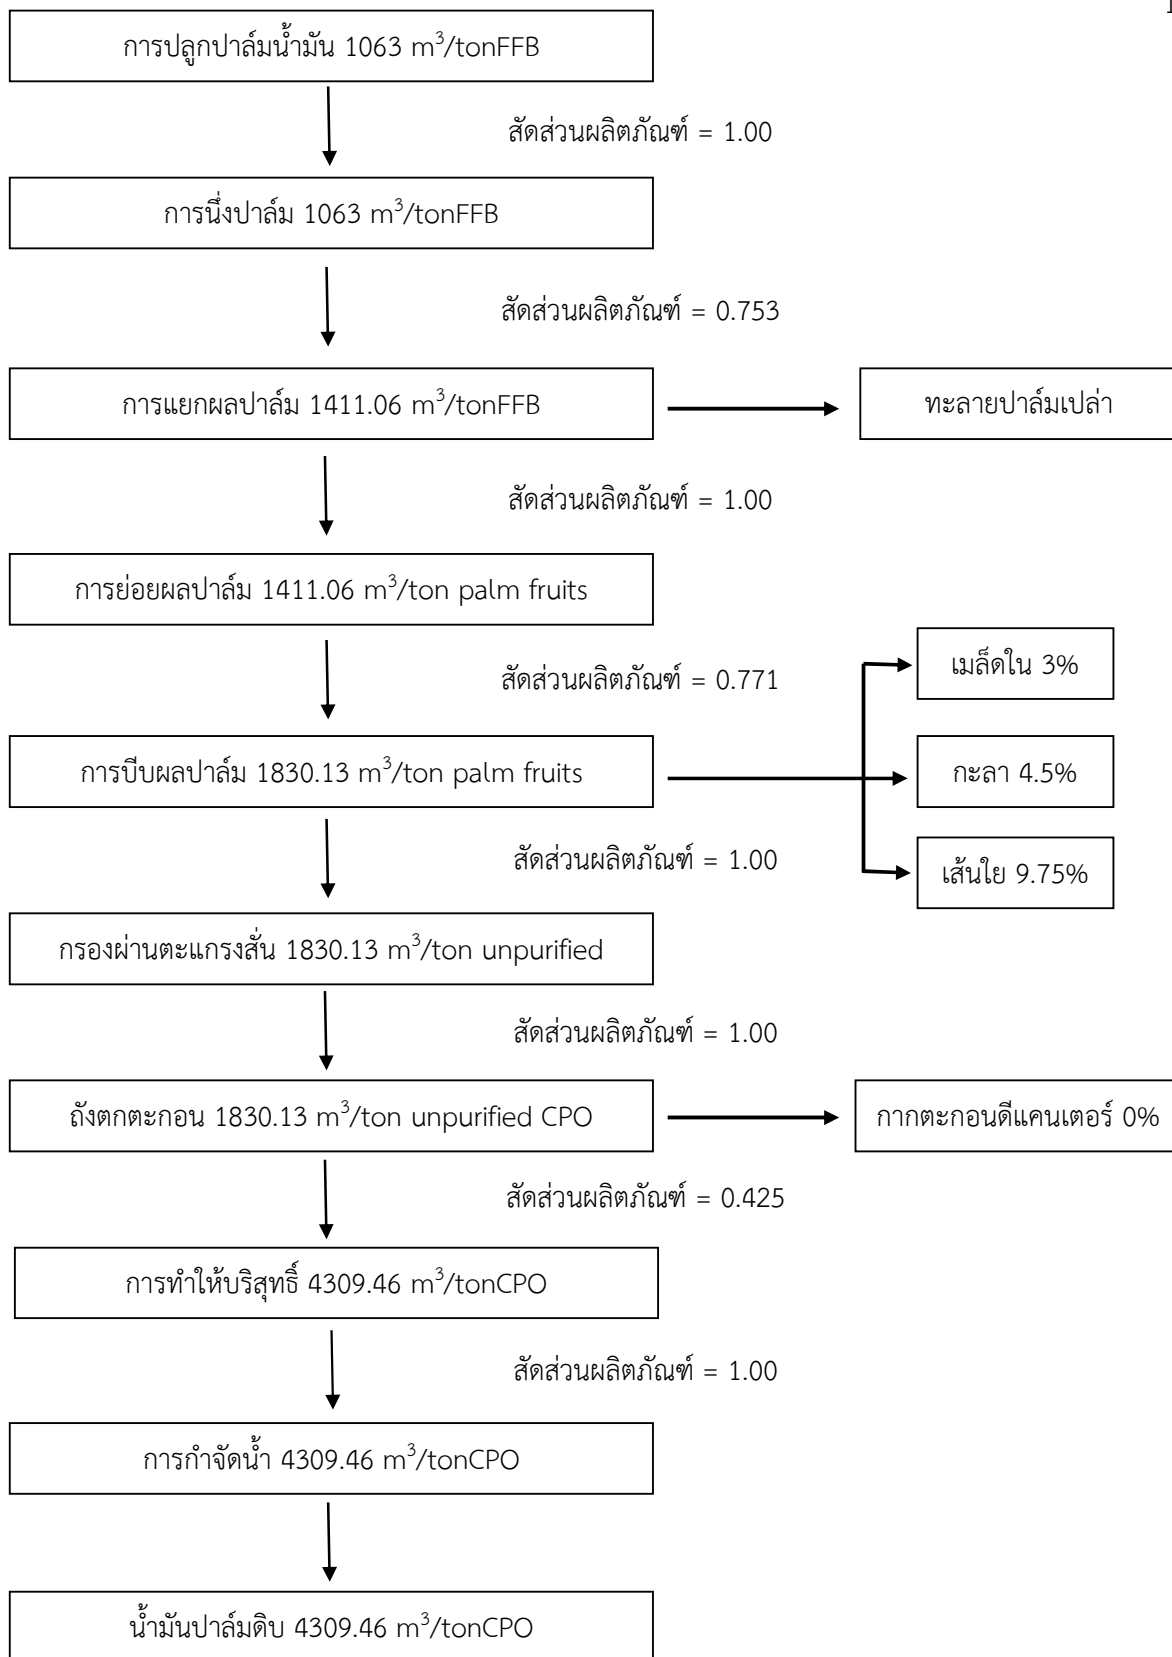 1
การปลูกปาล์มน้ำมัน 1063 m³/tonFFB
สัดส่วนผลิตภัณฑ์ = 1.00
การนึ่งปาล์ม 1063 m³/tonFFB
สัดส่วนผลิตภัณฑ์ = 0.753
การแยกผลปาล์ม 1411.06 m³/tonFFB
ทะลายปาล์มเปล่า
สัดส่วนผลิตภัณฑ์ = 1.00
การย่อยผลปาล์ม 1411.06 m³/ton palm fruits
เมล็ดใน 3%
สัดส่วนผลิตภัณฑ์ = 0.771
การบีบผลปาล์ม 1830.13 m³/ton palm fruits
กะลา 4.5%
สัดส่วนผลิตภัณฑ์ = 1.00
เส้นใย 9.75%
กรองผ่านตะแกรงสั่น 1830.13 m³/ton unpurified
สัดส่วนผลิตภัณฑ์ = 1.00
ถังตกตะกอน 1830.13 m³/ton unpurified CPO
กากตะกอนดีแคนเตอร์ 0%
สัดส่วนผลิตภัณฑ์ = 0.425
การทำให้บริสุทธิ์ 4309.46 m³/tonCPO
สัดส่วนผลิตภัณฑ์ = 1.00
การกำจัดน้ำ 4309.46 m³/tonCPO
น้ำมันปาล์มดิบ 4309.46 m³/tonCPO